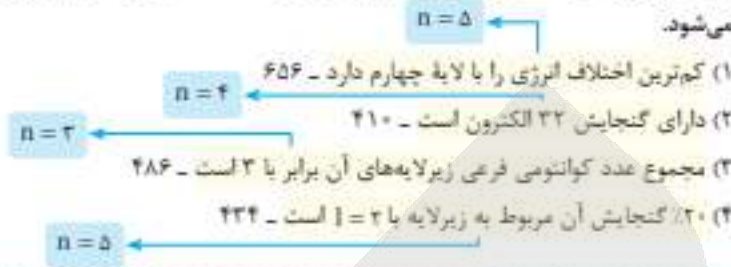 می‌شود.
n = ۵
۱) کم‌ترین اختلاف انرژی را با لایهٔ چهارم دارد ـ ۶۵۶
n = ۴
۲) دارای گنجایش ۳۲ الکترون است ـ ۴۱۰
n = ۳
۳) مجموع عدد کوانتومی فرعی زیرلایه‌های آن برابر با ۳ است ـ ۴۸۶
۴) ۲۰٪ گنجایش آن مربوط به زیرلایه با l = ۲ است ـ ۴۳۴
n = ۵